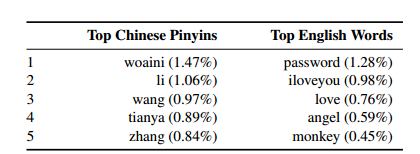 Top Chinese Pinyins Top English Words
1 woaini (1.47%) password (1.28%)
2 li (1.06%) iloveyou (0.98%)
3 wang (0.97%) love (0.76%)
4 tianya (0.89%) angel (0.59%)
5 zhang (0.84%) monkey (0.45%)